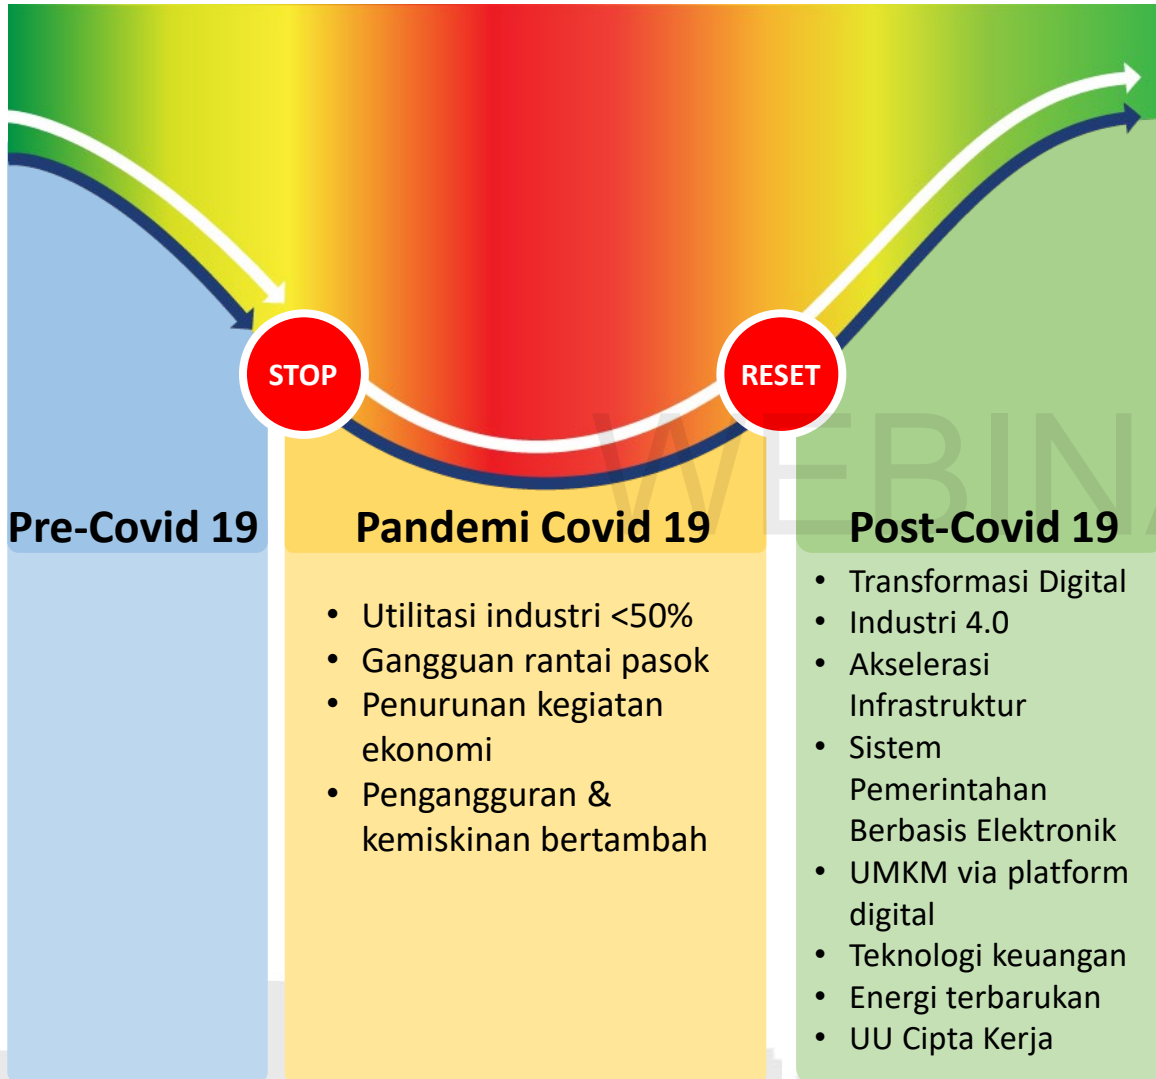 STOP
RESET
WEBINA
Pre-Covid 19
Pandemi Covid 19
• Utilitasi industri <50%
• Gangguan rantai pasok
• Penurunan kegiatan
ekonomi
• Pengangguran &
kemiskinan bertambah
Post-Covid 19
• Transformasi Digital
• Industri 4.0
• Akselerasi
Infrastruktur
• Sistem
Pemerintahan
Berbasis Elektronik
• UMKM via platform
digital
• Teknologi keuangan
• Energi terbarukan
• UU Cipta Kerja